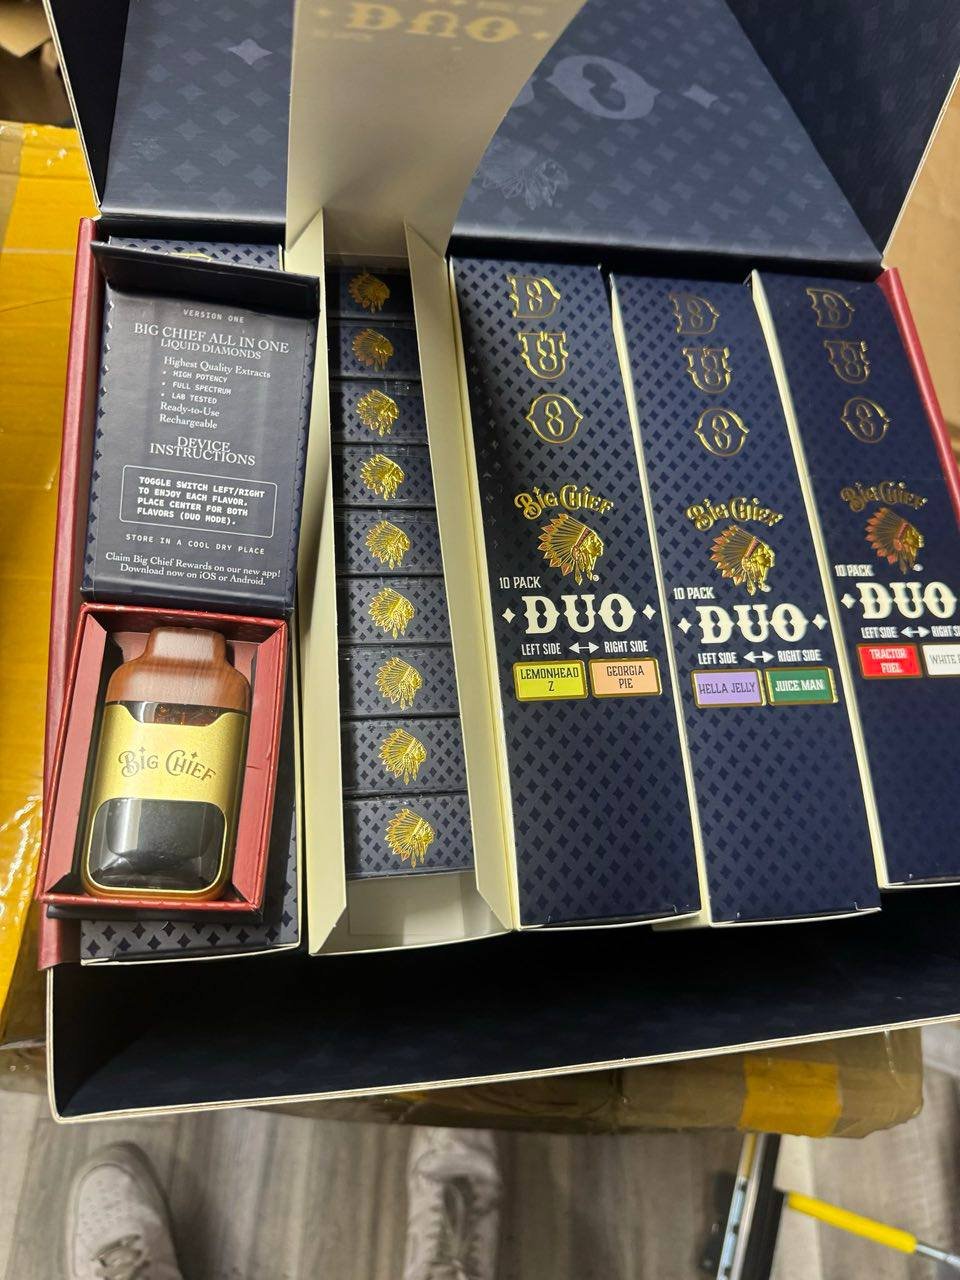 DUO
VERSION ONE
BIG CHIEF ALL IN ONE
LIQUID DIAMONDS
Highest Quality Extracts
• HIGH POTENCY
• FULL SPECTRUM
• LAB TESTED
Ready-to-Use
Rechargeable
DEVICE
INSTRUCTIONS
TOGGLE SWITCH LEFT/RIGHT
TO ENJOY EACH FLAVOR.
PLACE CENTER FOR BOTH
FLAVORS (DUO MODE).
STORE IN A COOL DRY PLACE
Claim Big Chief Rewards on our new app!
Download now on iOS or Android.
BIG CHIEF
D
U
O
BIG CHIEF
10 PACK
DUO
LEFT SIDE RIGHT SIDE
LEMONHEAD
Z
GEORGIA
PIE
D
U
O
BIG CHIEF
10 PACK
DUO
LEFT SIDE RIGHT SIDE
HELLA JELLY
JUICE MAN
D
U
O
BIG CHIEF
10 PACK
DUO
LEFT SIDE RIGHT
TRACTOR
FUEL
WHITE